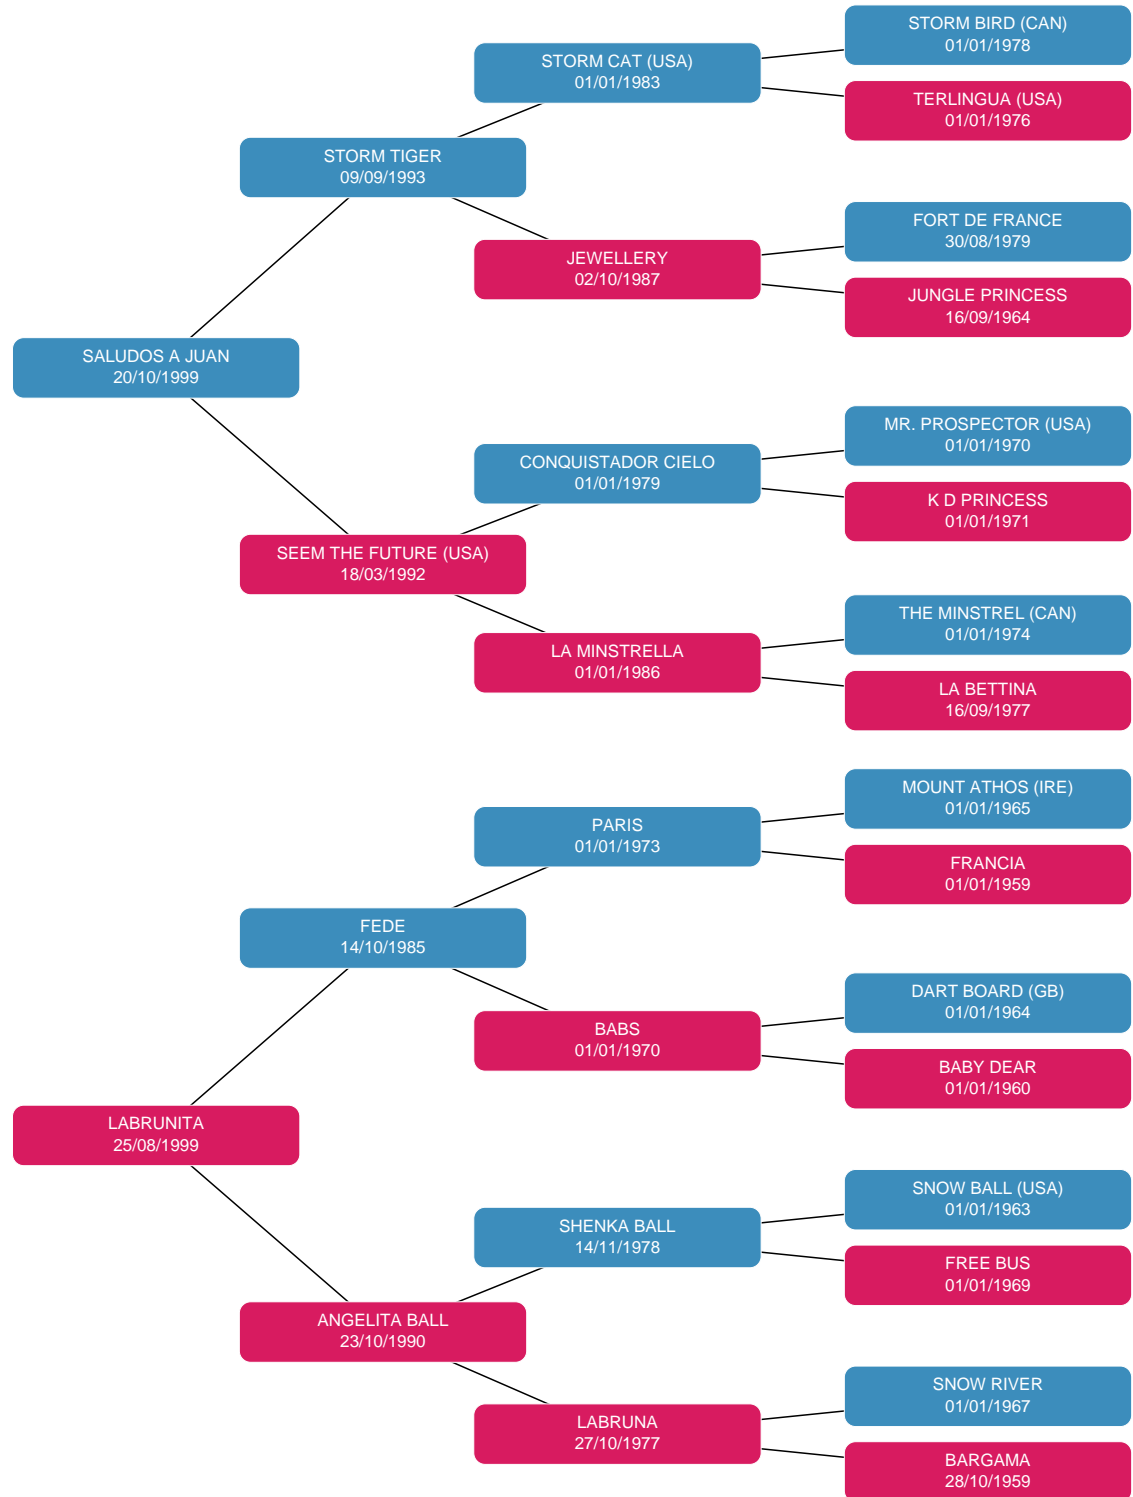 STORM BIRD (CAN)
01/01/1978
STORM CAT (USA)
01/01/1983
TERLINGUA (USA)
01/01/1976
STORM TIGER
09/09/1993
FORT DE FRANCE
30/08/1979
JEWELLERY
02/10/1987
JUNGLE PRINCESS
16/09/1964
SALUDOS A JUAN
20/10/1999
MR. PROSPECTOR (USA)
01/01/1970
CONQUISTADOR CIELO
01/01/1979
K D PRINCESS
01/01/1971
SEEM THE FUTURE (USA)
18/03/1992
THE MINSTREL (CAN)
01/01/1974
LA MINSTRELLA
01/01/1986
LA BETTINA
16/09/1977
MOUNT ATHOS (IRE)
01/01/1965
PARIS
01/01/1973
FRANCIA
01/01/1959
FEDE
14/10/1985
DART BOARD (GB)
01/01/1964
BABS
01/01/1970
BABY DEAR
01/01/1960
LABRUNITA
25/08/1999
SNOW BALL (USA)
01/01/1963
SHENKA BALL
14/11/1978
FREE BUS
01/01/1969
ANGELITA BALL
23/10/1990
SNOW RIVER
01/01/1967
LABRUNA
27/10/1977
BARGAMA
28/10/1959